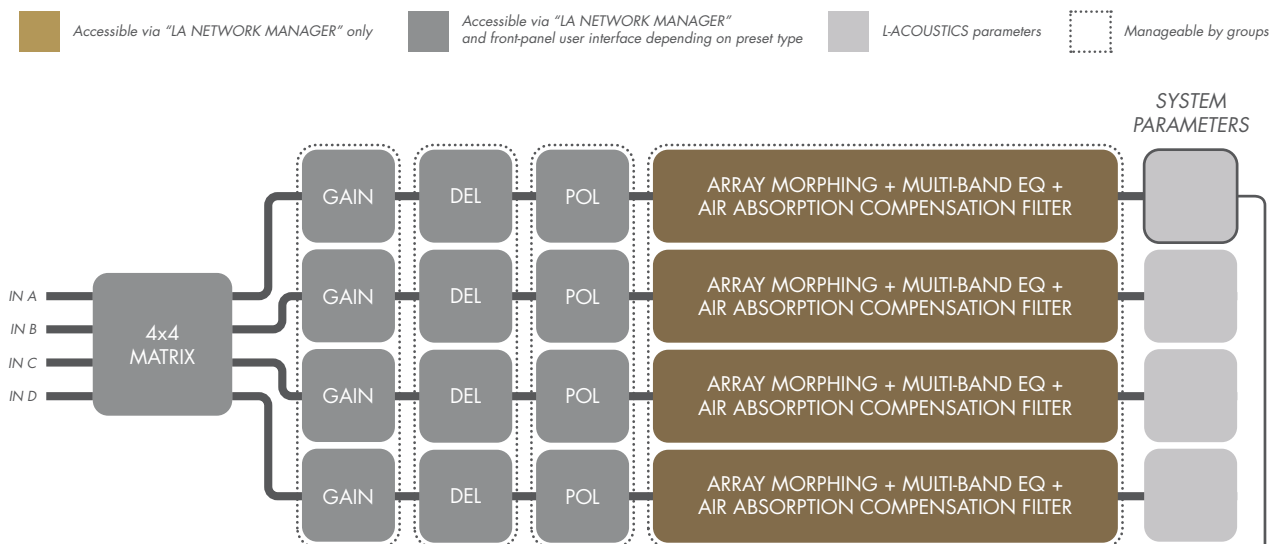 Accessible via “LA NETWORK MANAGER” only
Accessible via “LA NETWORK MANAGER”
and front-panel user interface depending on preset type
L-ACOUSTICS parameters
Manageable by groups
SYSTEM
PARAMETERS
GAIN
DEL
POL
ARRAY MORPHING + MULTI-BAND EQ +
AIR ABSORPTION COMPENSATION FILTER
IN A
IN B
IN C
IN D
4x4
MATRIX
GAIN
DEL
POL
ARRAY MORPHING + MULTI-BAND EQ +
AIR ABSORPTION COMPENSATION FILTER
GAIN
DEL
POL
ARRAY MORPHING + MULTI-BAND EQ +
AIR ABSORPTION COMPENSATION FILTER
GAIN
DEL
POL
ARRAY MORPHING + MULTI-BAND EQ +
AIR ABSORPTION COMPENSATION FILTER